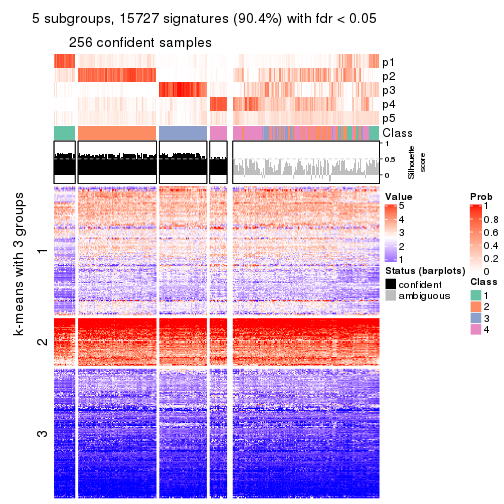 5 subgroups, 15727 signatures (90.4%) with fdr < 0.05
256 confident samples
p1
p2
p3
p4
p5
Class
1
0.5
0
Silhouette
score
k-means with 3 groups
1
2
3
Value
5
4
3
2
1
Prob
1
0.8
0.6
0.4
0.2
0
Status (barplots)
confident
ambiguous
Class
1
2
3
4